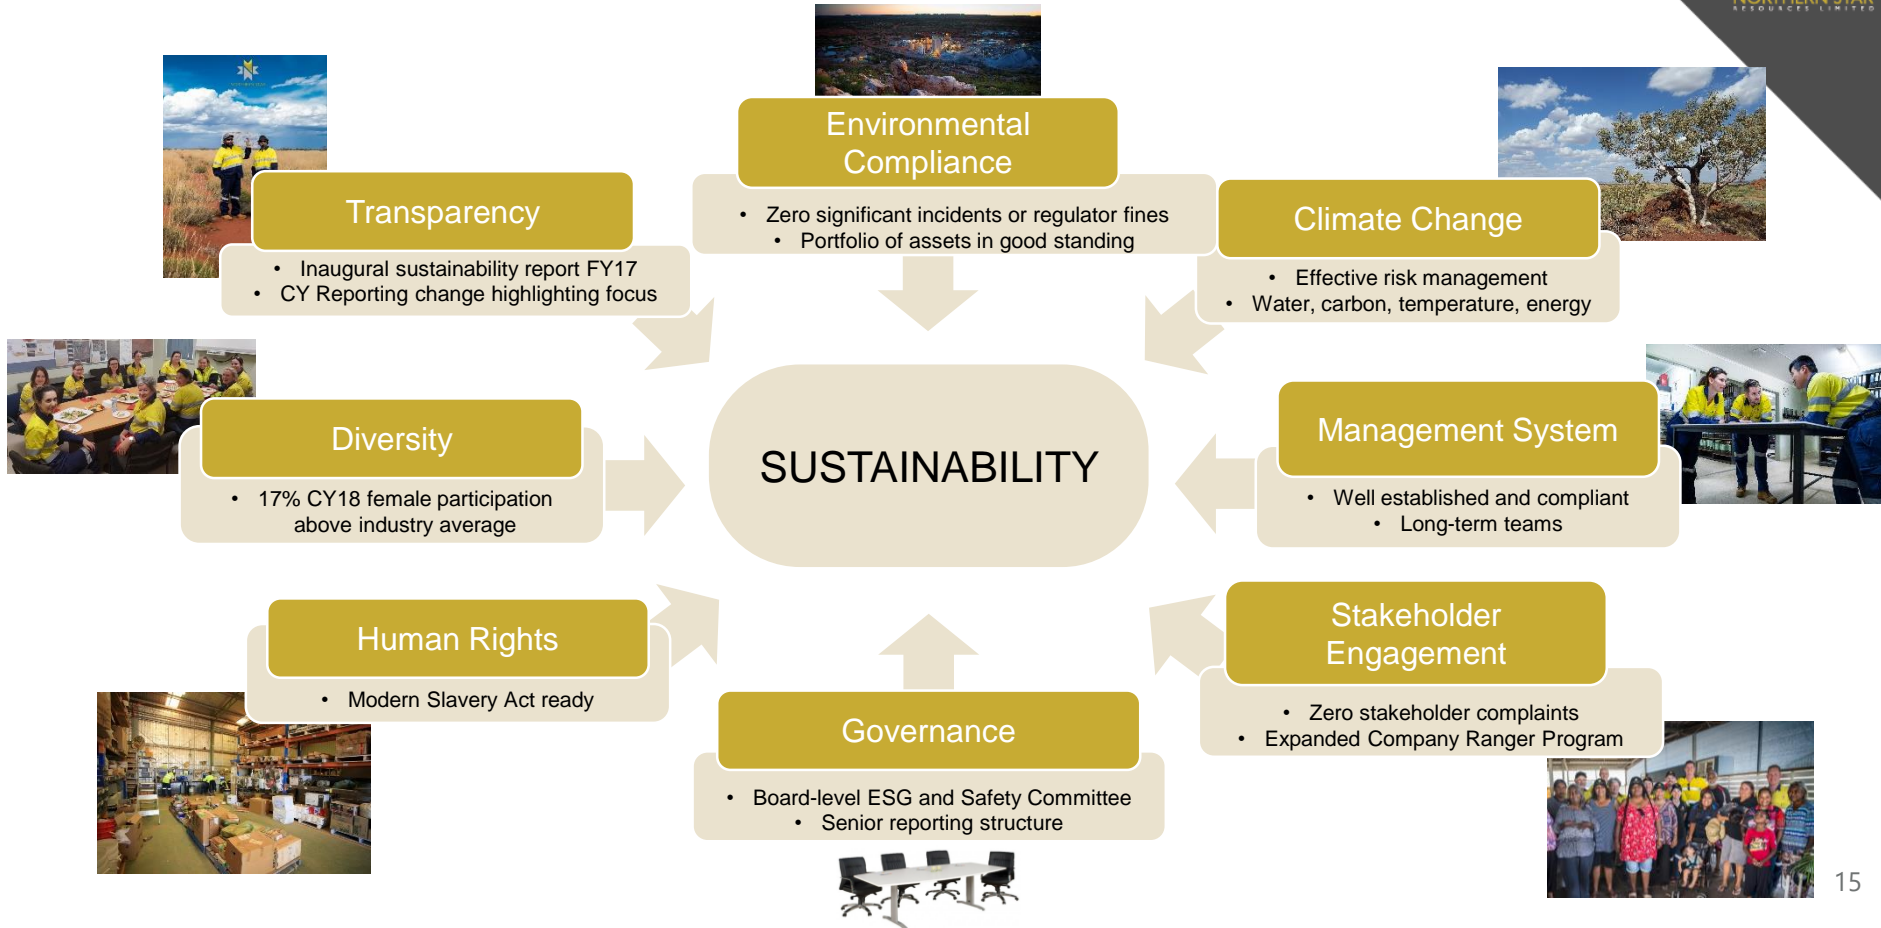 NORTHERN STAR
RESOURCES LIMITED
Environmental
Compliance
• Zero significant incidents or regulator fines
• Portfolio of assets in good standing
Transparency
• Inaugural sustainability report FY17
• CY Reporting change highlighting focus
Climate Change
• Effective risk management
• Water, carbon, temperature, energy
Diversity
• 17% CY18 female participation
above industry average
SUSTAINABILITY
Management System
• Well established and compliant
• Long-term teams
Human Rights
• Modern Slavery Act ready
Stakeholder
Engagement
• Zero stakeholder complaints
• Expanded Company Ranger Program
Governance
• Board-level ESG and Safety Committee
• Senior reporting structure
15